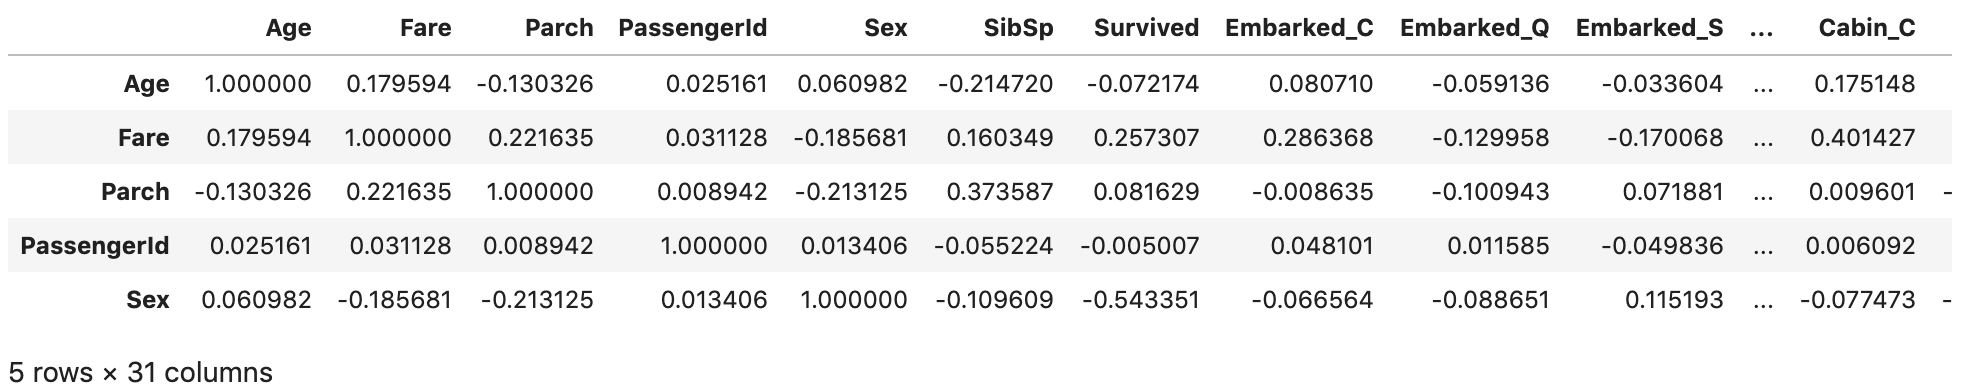 Age Fare Parch PassengerId Sex SibSp Survived Embarked_C Embarked_Q Embarked_S ... Cabin_C
Age 1.000000 0.179594 -0.130326 0.025161 0.060982 -0.214720 -0.072174 0.080710 -0.059136 -0.033604 ... 0.175148
Fare 0.179594 1.000000 0.221635 0.031128 -0.185681 0.160349 0.257307 0.286368 -0.129958 -0.170068 ... 0.401427
Parch -0.130326 0.221635 1.000000 0.008942 -0.213125 0.373587 0.081629 -0.008635 -0.100943 0.071881 ... 0.009601 -
PassengerId 0.025161 0.031128 0.008942 1.000000 0.013406 -0.055224 -0.005007 0.048101 0.011585 -0.049836 ... 0.006092
Sex 0.060982 -0.185681 -0.213125 0.013406 1.000000 -0.109609 -0.543351 -0.066564 -0.088651 0.115193 ... -0.077473 -
5 rows × 31 columns